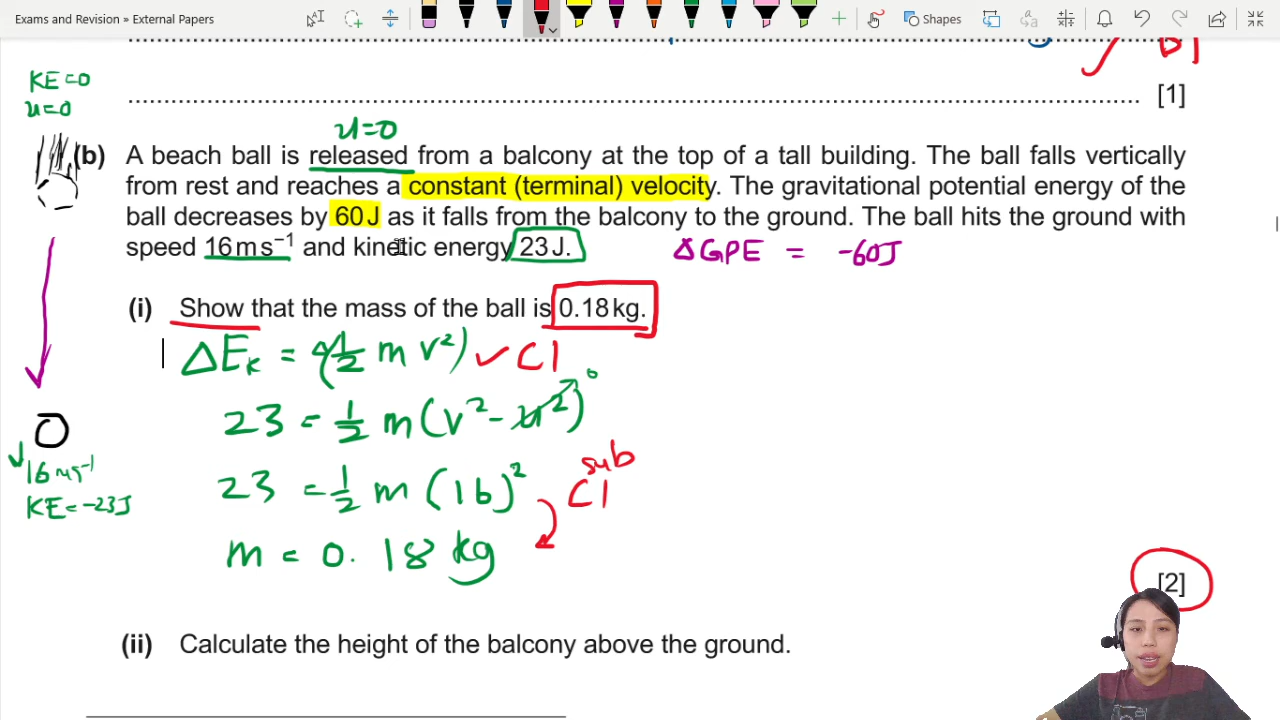 Exams and Revision » External Papers
Shapes
KE=0
u=0
[1]
u=0
(b) A beach ball is released from a balcony at the top of a tall building. The ball falls vertically
from rest and reaches a constant (terminal) velocity. The gravitational potential energy of the
ball decreases by 60 J as it falls from the balcony to the ground. The ball hits the ground with
speed 16 m s⁻¹ and kinetic energy 23 J.
ΔGPE = -60J
(i) Show that the mass of the ball is 0.18 kg.
ΔEk = (½ m v²) ✓ C1
23 = ½ m (v² - u²) 0
23 = ½ m (16)²
sub
C1
m = 0.18 kg
16 ms⁻¹
KE = -23J
[2]
(ii) Calculate the height of the balcony above the ground.